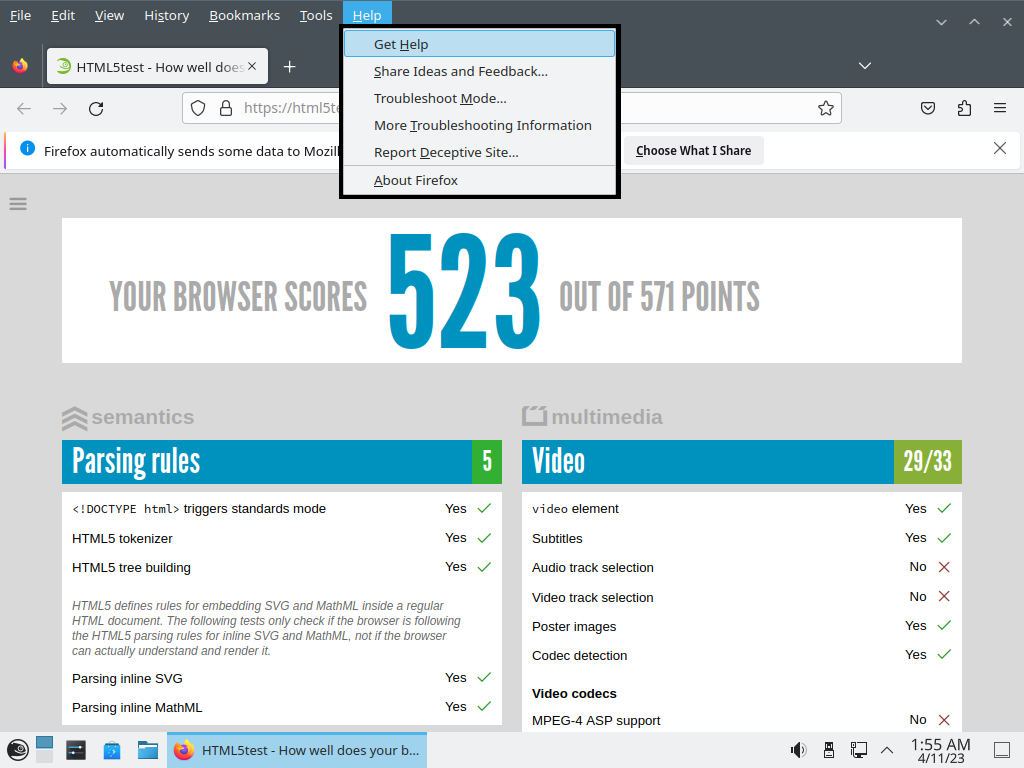 File Edit View History Bookmarks Tools Help
Get Help
Share Ideas and Feedback...
Troubleshoot Mode...
More Troubleshooting Information
Report Deceptive Site...
About Firefox
HTML5test - How well does
https://html5te
Firefox automatically sends some data to Mozill
Choose What I Share
YOUR BROWSER SCORES 523 OUT OF 571 POINTS
semantics
Parsing rules 5
<!DOCTYPE html> triggers standards mode Yes ✓
HTML5 tokenizer Yes ✓
HTML5 tree building Yes ✓
HTML5 defines rules for embedding SVG and MathML inside a regular
HTML document. The following tests only check if the browser is following
the HTML5 parsing rules for inline SVG and MathML, not if the browser
can actually understand and render it.
Parsing inline SVG Yes ✓
Parsing inline MathML Yes ✓
multimedia
Video 29/33
video element Yes ✓
Subtitles Yes ✓
Audio track selection No ✕
Video track selection No ✕
Poster images Yes ✓
Codec detection Yes ✓
Video codecs
MPEG-4 ASP support No ✕
HTML5test - How well does your b...
1:55 AM
4/11/23